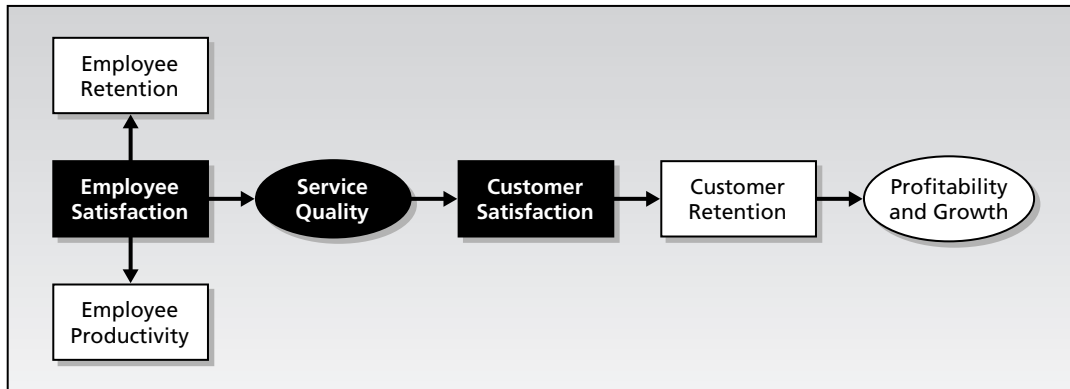 Employee
Retention
Employee
Satisfaction
Service
Quality
Customer
Satisfaction
Customer
Retention
Profitability
and Growth
Employee
Productivity